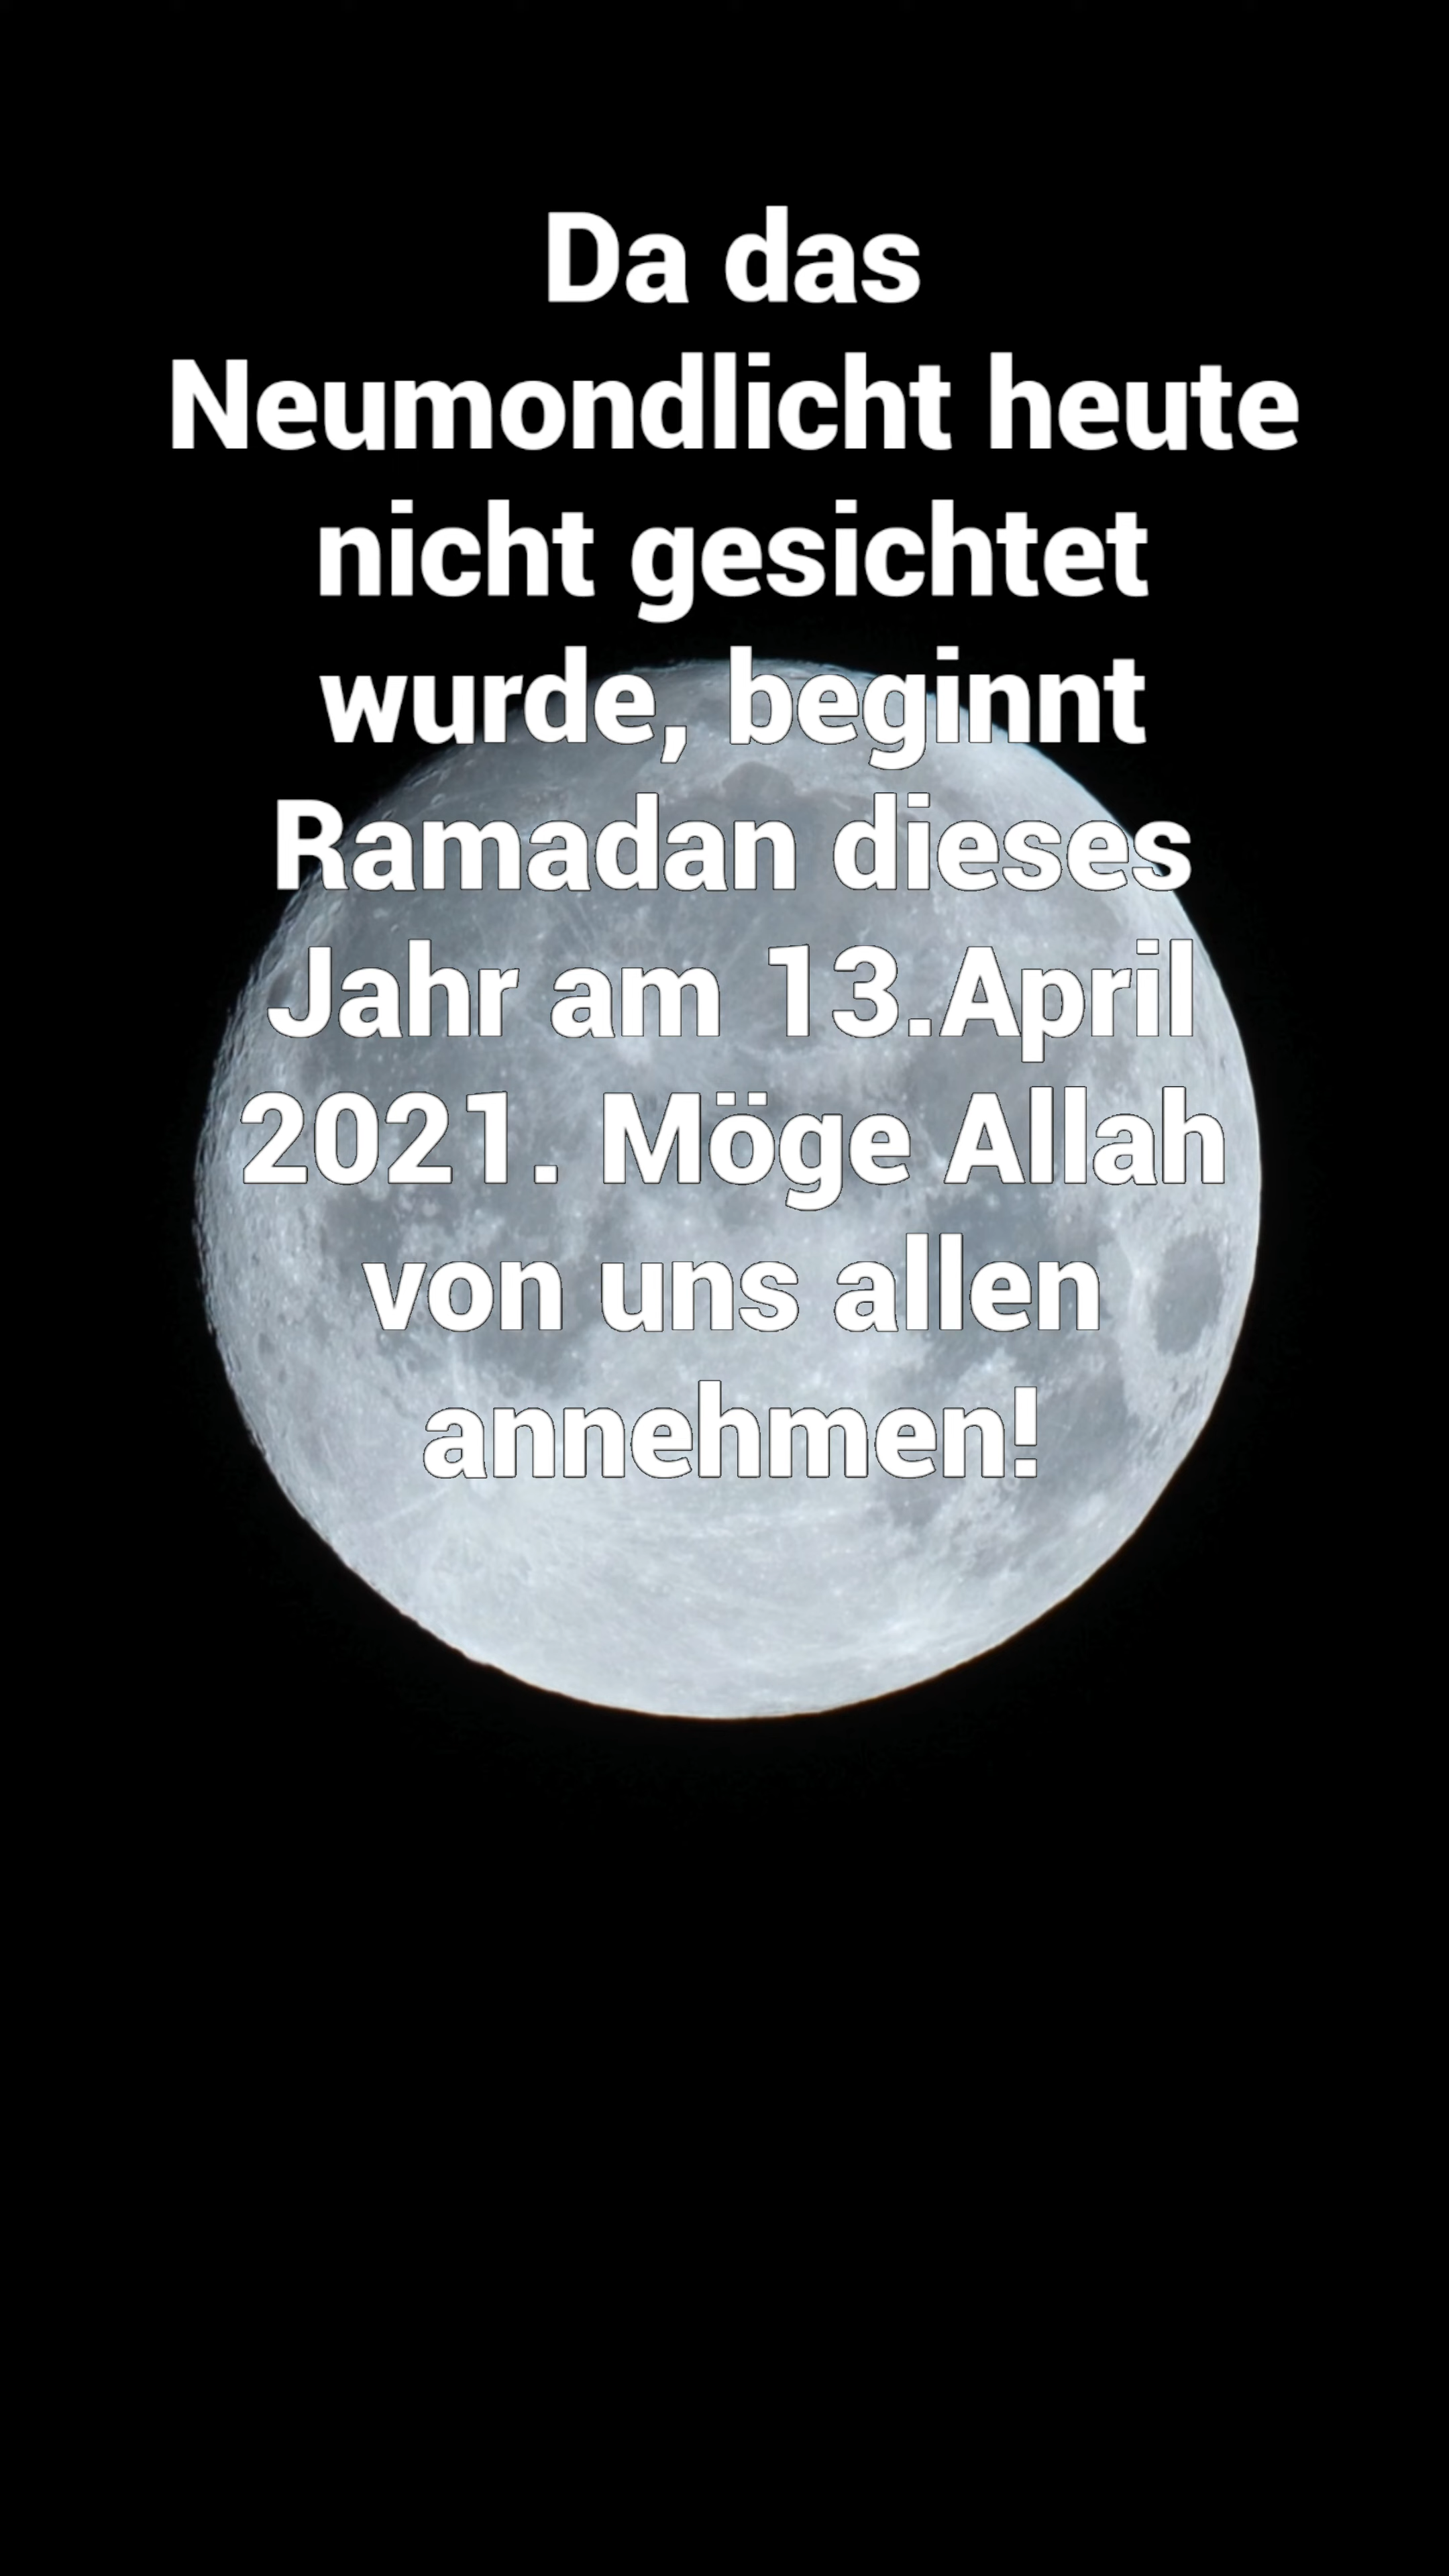 Da das
Neumondlicht heute
nicht gesichtet
wurde, beginnt
Ramadan dieses
Jahr am 13.April
2021. Möge Allah
von uns allen
annehmen!